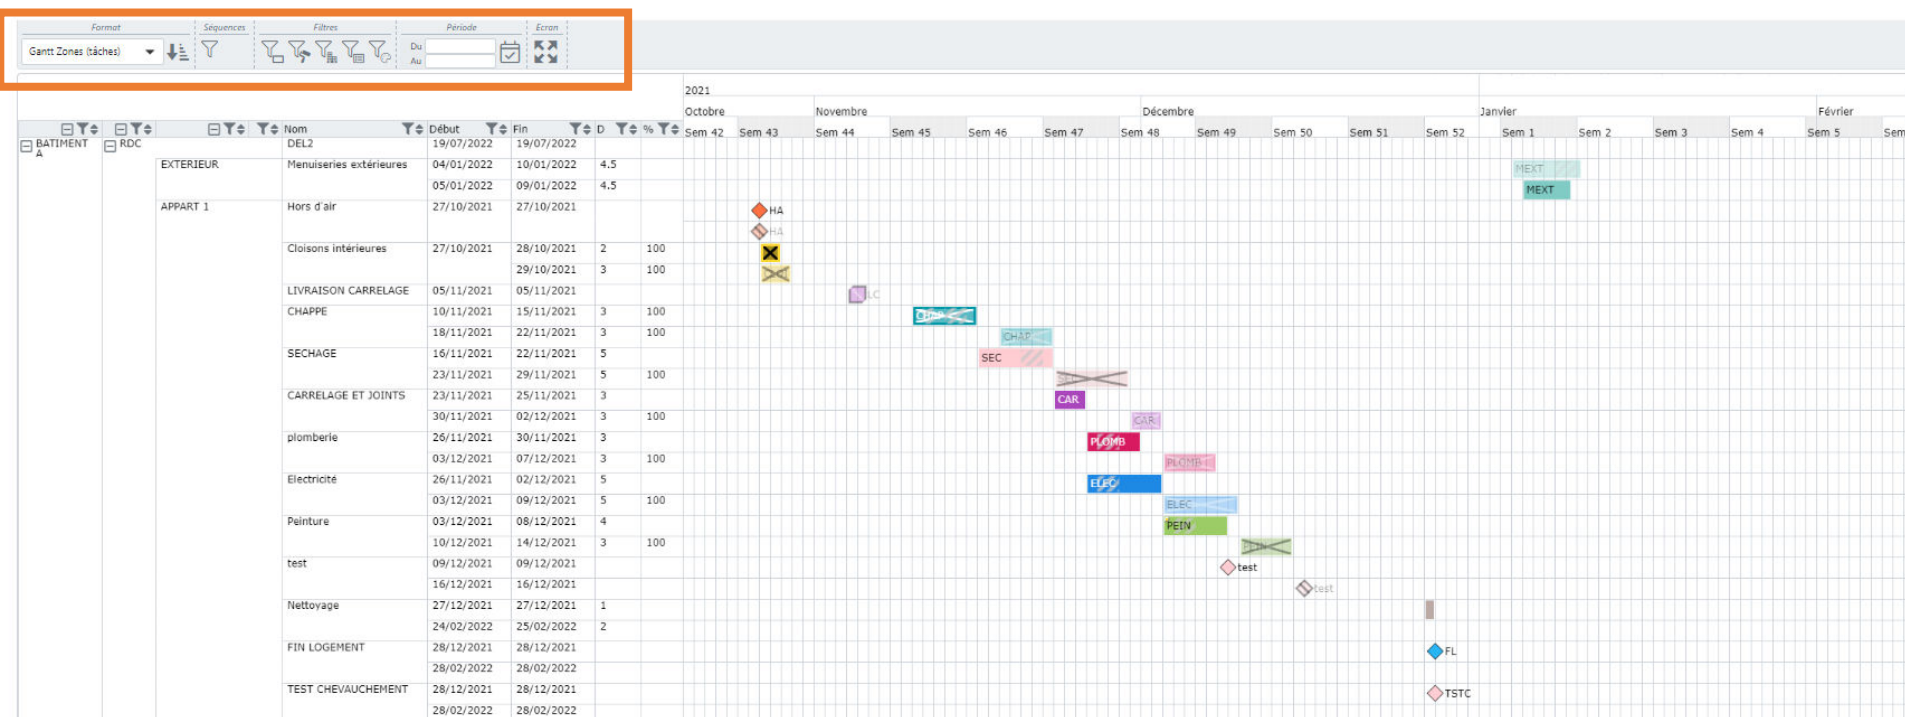 Format Séquences Filtres Période Ecran
Gantt Zones (tâches) Du
Au
2021
Octobre Novembre Décembre Janvier Février
Nom Début Fin D % Sem 42 Sem 43 Sem 44 Sem 45 Sem 46 Sem 47 Sem 48 Sem 49 Sem 50 Sem 51 Sem 52 Sem 1 Sem 2 Sem 3 Sem 4 Sem 5 Sem
BATIMENT A RDC DEL2 19/07/2022 19/07/2022
EXTERIEUR Menuiseries extérieures 04/01/2022 10/01/2022 4.5 MEXT
05/01/2022 09/01/2022 4.5 MEXT
APPART 1 Hors d'air 27/10/2021 27/10/2021 HA
HA
Cloisons intérieures 27/10/2021 28/10/2021 2 100
29/10/2021 3 100
LIVRAISON CARRELAGE 05/11/2021 05/11/2021 LC
CHAPPE 10/11/2021 15/11/2021 3 100
18/11/2021 22/11/2021 3 100 CHAP
SECHAGE 16/11/2021 22/11/2021 5 SEC
23/11/2021 29/11/2021 5 100
CARRELAGE ET JOINTS 23/11/2021 25/11/2021 3 CAR
30/11/2021 02/12/2021 3 100 CAR
plomberie 26/11/2021 30/11/2021 3 PLOMB
03/12/2021 07/12/2021 3 100 PLOMB
Electricité 26/11/2021 02/12/2021 5 ELEC
03/12/2021 09/12/2021 5 100 ELEC
Peinture 03/12/2021 08/12/2021 4 PEIN
10/12/2021 14/12/2021 3 100
test 09/12/2021 09/12/2021 test
16/12/2021 16/12/2021 test
Nettoyage 27/12/2021 27/12/2021 1
24/02/2022 25/02/2022 2
FIN LOGEMENT 28/12/2021 28/12/2021 FL
28/02/2022 28/02/2022
TEST CHEVAUCHEMENT 28/12/2021 28/12/2021 TSTC
28/02/2022 28/02/2022